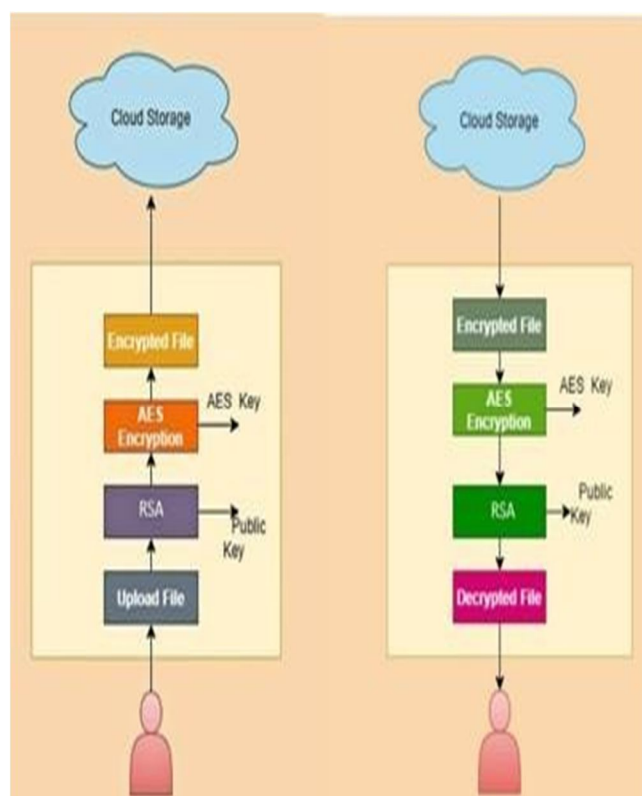 Cloud Storage
Encrypted File
AES
Encryption
AES Key
RSA
Public
Key
Upload File
Cloud Storage
Encrypted File
AES
Encryption
AES Key
RSA
Public
Key
Decrypted File